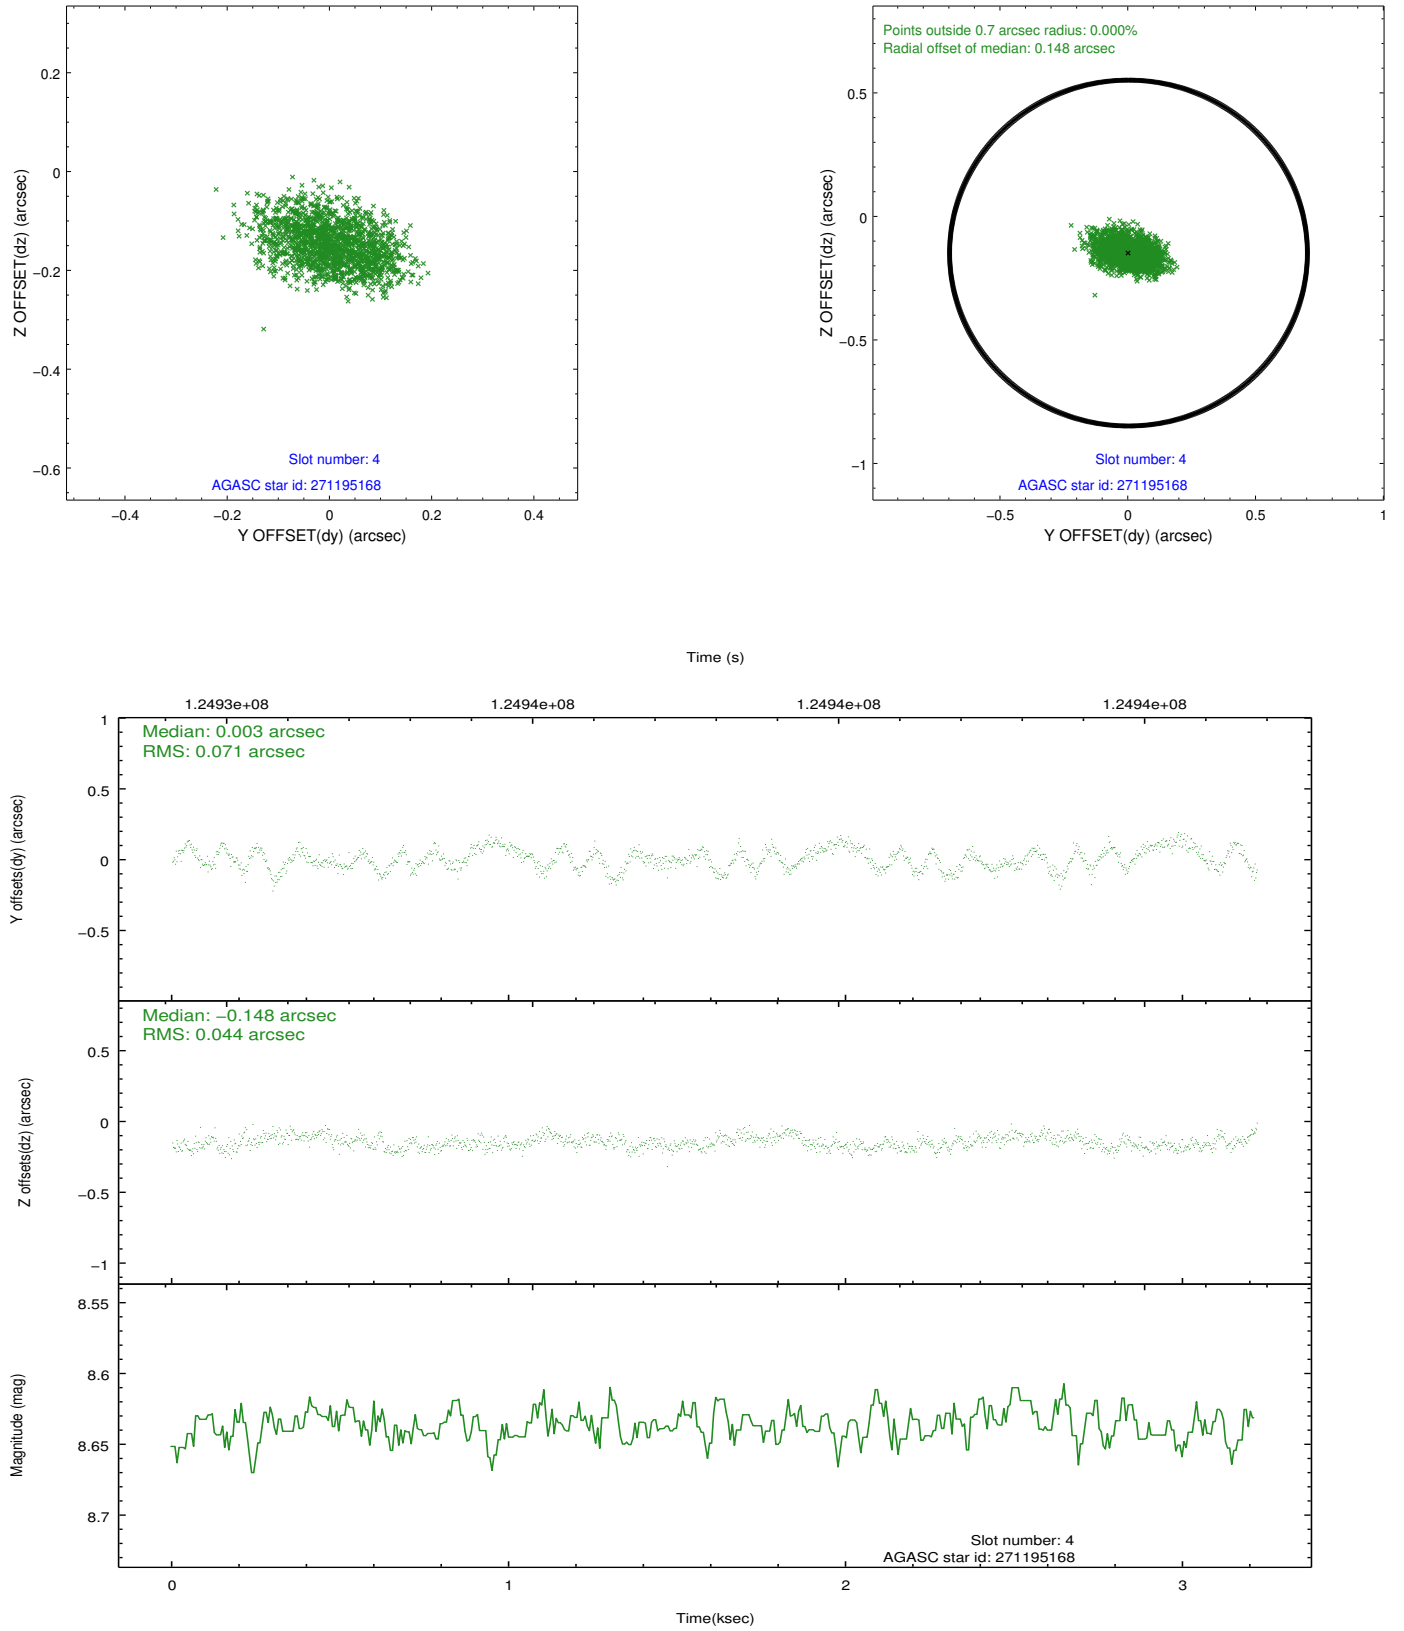 0.2
0
−0.2
−0.4
−0.6
Z OFFSET(dz) (arcsec)
Slot number: 4
AGASC star id: 271195168
−0.4 −0.2 0 0.2 0.4
Y OFFSET(dy) (arcsec)
Points outside 0.7 arcsec radius: 0.000%
Radial offset of median: 0.148 arcsec
0.5
0
−0.5
−1
Z OFFSET(dz) (arcsec)
Slot number: 4
AGASC star id: 271195168
−0.5 0 0.5 1
Y OFFSET(dy) (arcsec)
Time (s)
1.2493e+08 1.2494e+08 1.2494e+08 1.2494e+08
Median: 0.003 arcsec
RMS: 0.071 arcsec
1
0.5
0
−0.5
Y offsets(dy) (arcsec)
Median: −0.148 arcsec
RMS: 0.044 arcsec
0.5
0
−0.5
−1
Z offsets(dz) (arcsec)
8.55
8.6
8.65
8.7
Magnitude (mag)
Slot number: 4
AGASC star id: 271195168
0 1 2 3
Time(ksec)